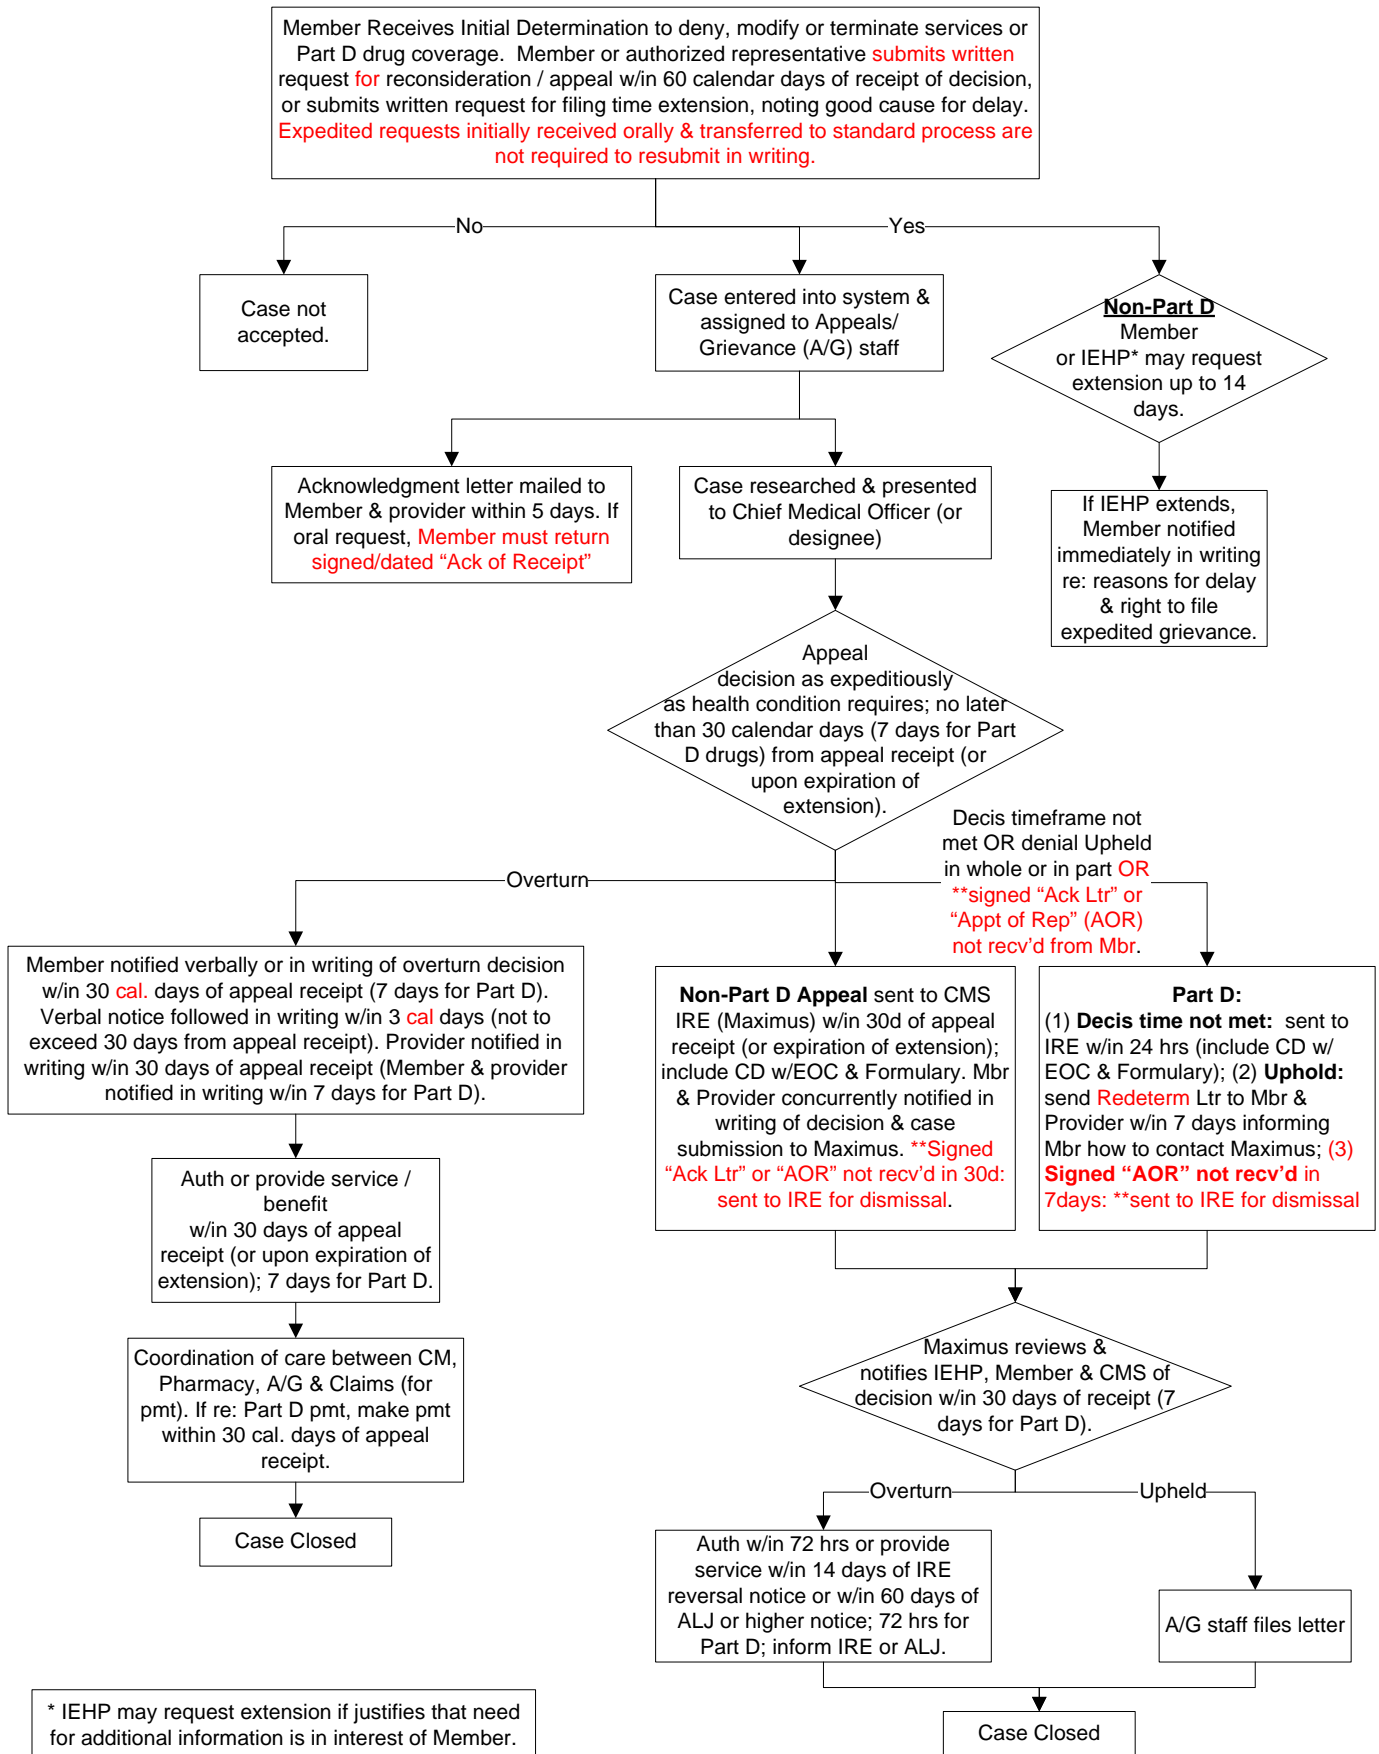 Member Receives Initial Determination to deny, modify or terminate services or
Part D drug coverage.  Member or authorized representative submits written
request for reconsideration / appeal w/in 60 calendar days of receipt of decision,
or submits written request for filing time extension, noting good cause for delay.
Expedited requests initially received orally & transferred to standard process are
not required to resubmit in writing.
No
Yes
Case not
accepted.
Case entered into system &
assigned to Appeals/
Grievance (A/G) staff
Non-Part D
Member
or IEHP* may request
extension up to 14
days.
Acknowledgment letter mailed to
Member & provider within 5 days. If
oral request, Member must return
signed/dated “Ack of Receipt”
Case researched & presented
to Chief Medical Officer (or
designee)
If IEHP extends,
Member notified
immediately in writing
re: reasons for delay
& right to file
expedited grievance.
Appeal
decision as expeditiously
as health condition requires; no later
than 30 calendar days (7 days for Part
D drugs) from appeal receipt (or
upon expiration of
extension).
Overturn
Decis timeframe not
met OR denial Upheld
in whole or in part OR
**signed “Ack Ltr” or
“Appt of Rep” (AOR)
not recv’d from Mbr.
Member notified verbally or in writing of overturn decision
w/in 30 cal. days of appeal receipt (7 days for Part D).
Verbal notice followed in writing w/in 3 cal days (not to
exceed 30 days from appeal receipt). Provider notified in
writing w/in 30 days of appeal receipt (Member & provider
notified in writing w/in 7 days for Part D).
Non-Part D Appeal sent to CMS
IRE (Maximus) w/in 30d of appeal
receipt (or expiration of extension);
include CD w/EOC & Formulary. Mbr
& Provider concurrently notified in
writing of decision & case
submission to Maximus. **Signed
“Ack Ltr” or “AOR” not recv’d in 30d:
sent to IRE for dismissal.
Part D:
(1) Decis time not met:  sent to
IRE w/in 24 hrs (include CD w/
EOC & Formulary); (2) Uphold:
send Redeterm Ltr to Mbr &
Provider w/in 7 days informing
Mbr how to contact Maximus; (3)
Signed “AOR” not recv’d in
7days: **sent to IRE for dismissal
Auth or provide service /
benefit
w/in 30 days of appeal
receipt (or upon expiration of
extension); 7 days for Part D.
Coordination of care between CM,
Pharmacy, A/G & Claims (for
pmt). If re: Part D pmt, make pmt
within 30 cal. days of appeal
receipt.
Case Closed
Maximus reviews &
notifies IEHP, Member & CMS of
decision w/in 30 days of receipt (7
days for Part D).
Overturn
Upheld
Auth w/in 72 hrs or provide
service w/in 14 days of IRE
reversal notice or w/in 60 days of
ALJ or higher notice; 72 hrs for
Part D; inform IRE or ALJ.
A/G staff files letter
Case Closed
* IEHP may request extension if justifies that need
for additional information is in interest of Member.